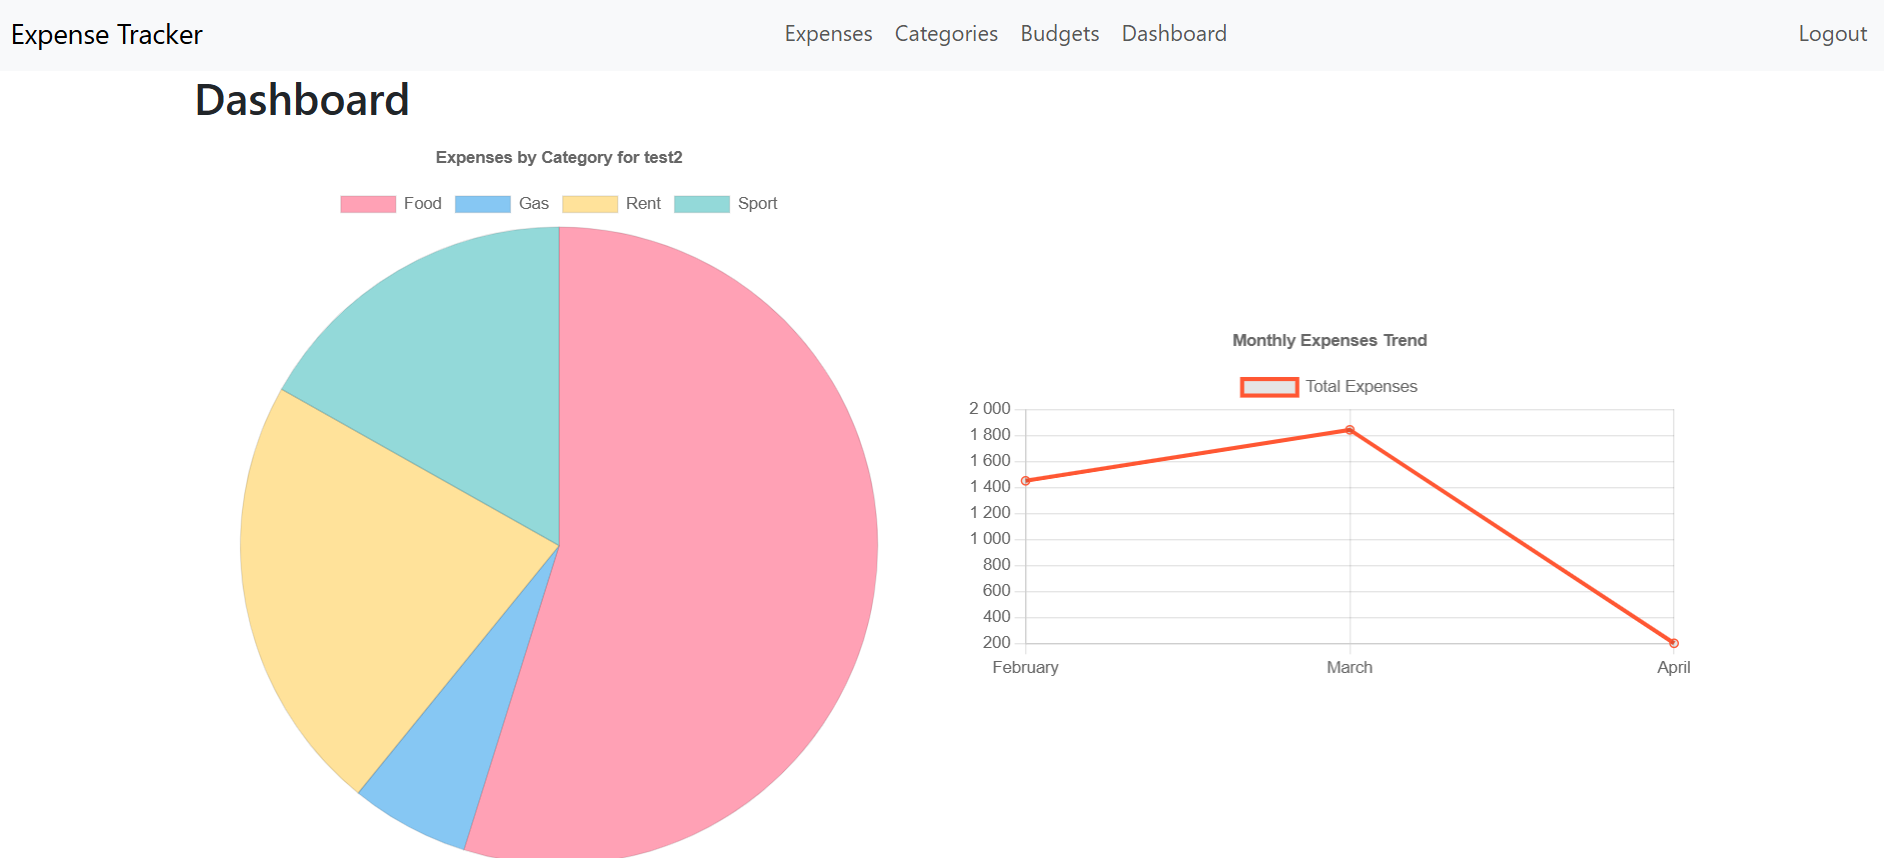 Expense Tracker
Expenses Categories Budgets Dashboard
Logout
Dashboard
Expenses by Category for test2
Food Gas Rent Sport
Monthly Expenses Trend
Total Expenses
2 000
1 800
1 600
1 400
1 200
1 000
800
600
400
200
February March April